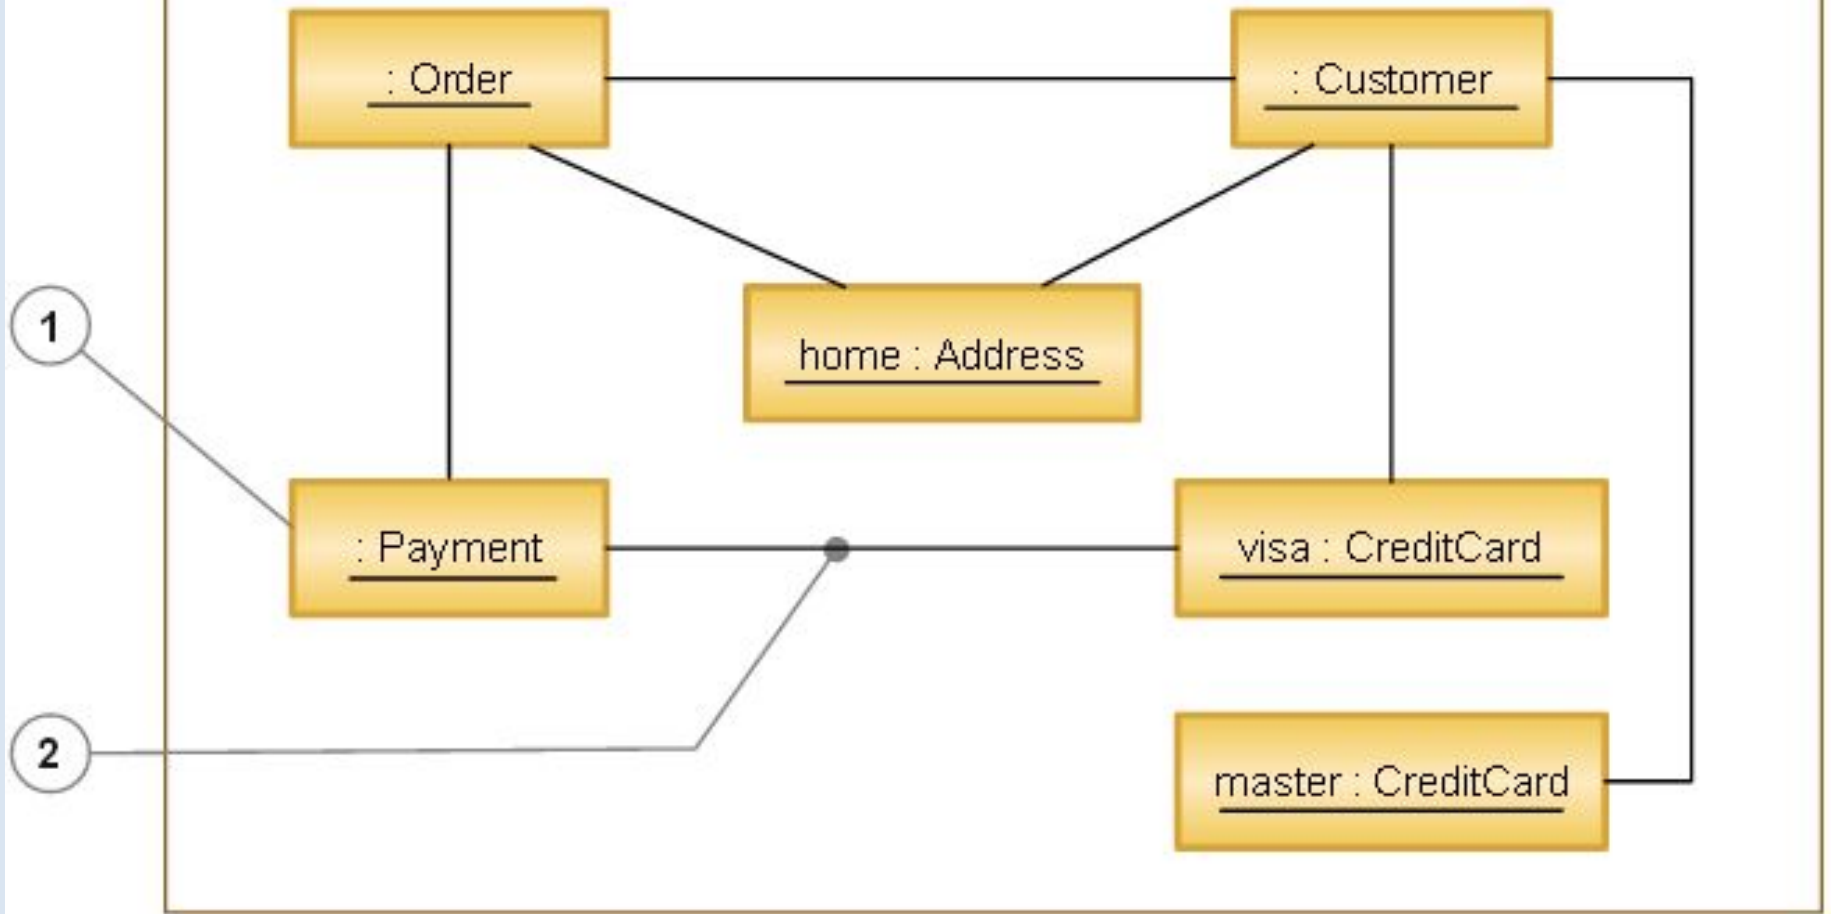 : Order
: Customer
1
home : Address
: Payment
visa : CreditCard
2
master : CreditCard